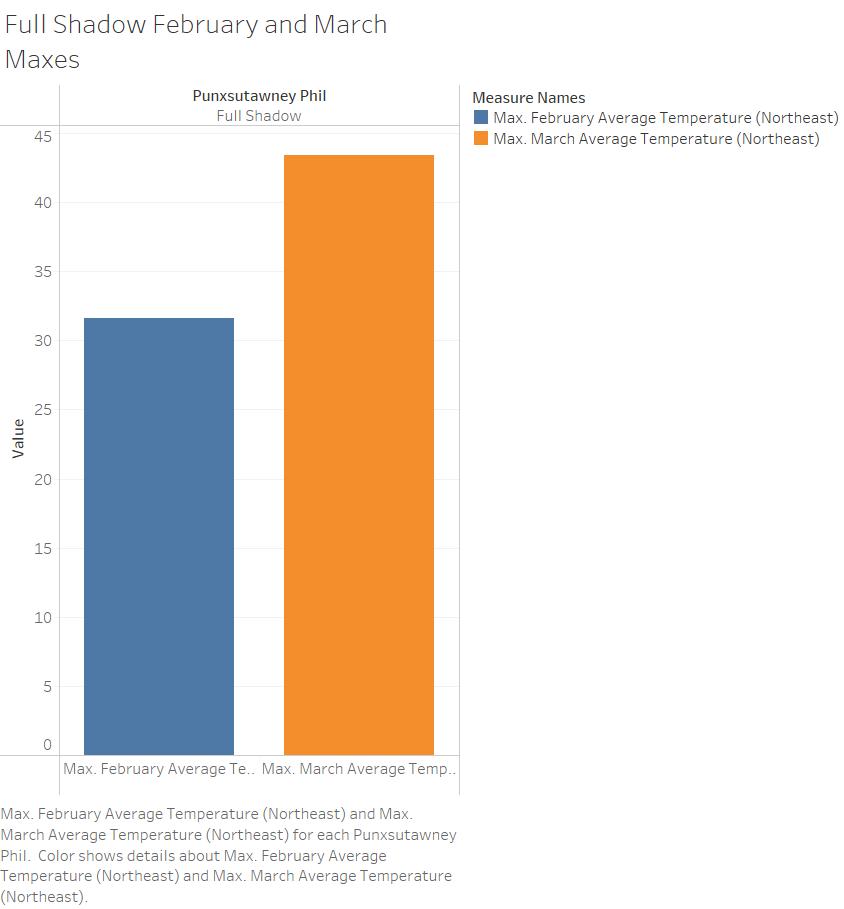 Full Shadow February and March
Maxes
Punxsutawney Phil
Full Shadow
Measure Names
Max. February Average Temperature (Northeast)
Max. March Average Temperature (Northeast)
45
40
35
30
25
20
15
10
5
0
Value
Max. February Average Te.. Max. March Average Temp..
Max. February Average Temperature (Northeast) and Max.
March Average Temperature (Northeast) for each Punxsutawney
Phil. Color shows details about Max. February Average
Temperature (Northeast) and Max. March Average Temperature
(Northeast).